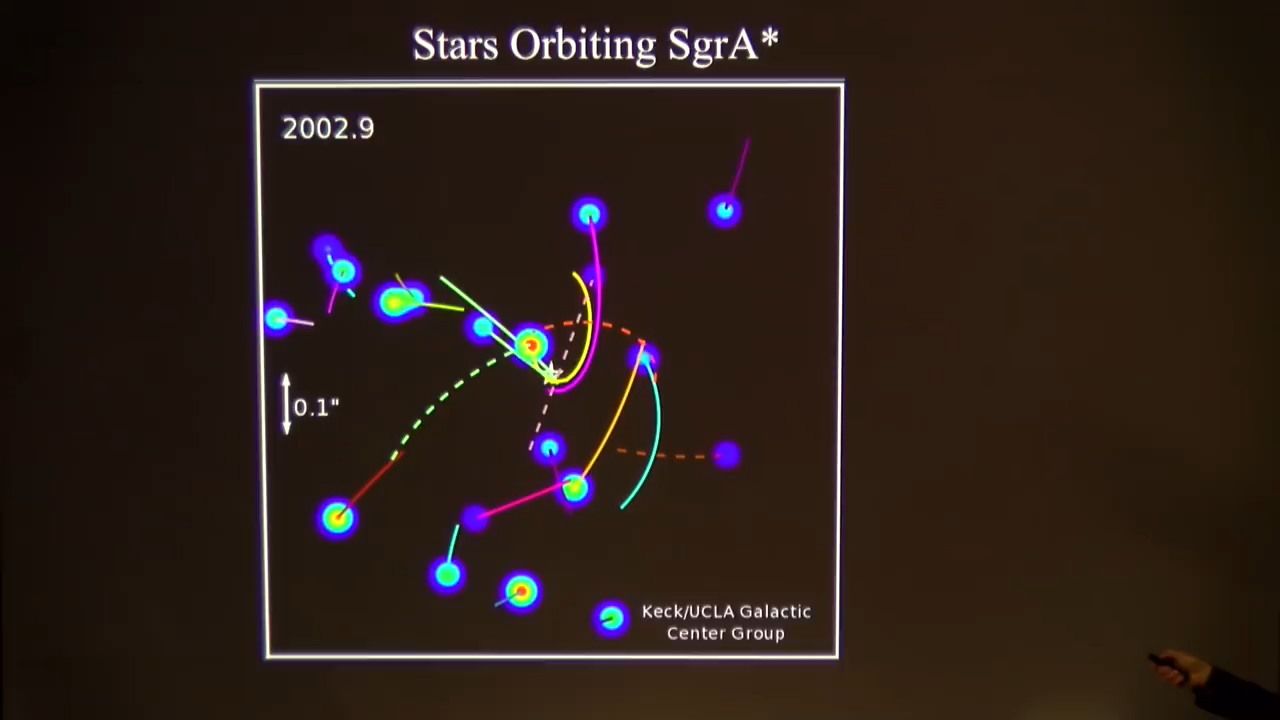 Stars Orbiting SgrA*
2002.9
0.1"
Keck/UCLA Galactic
Center Group